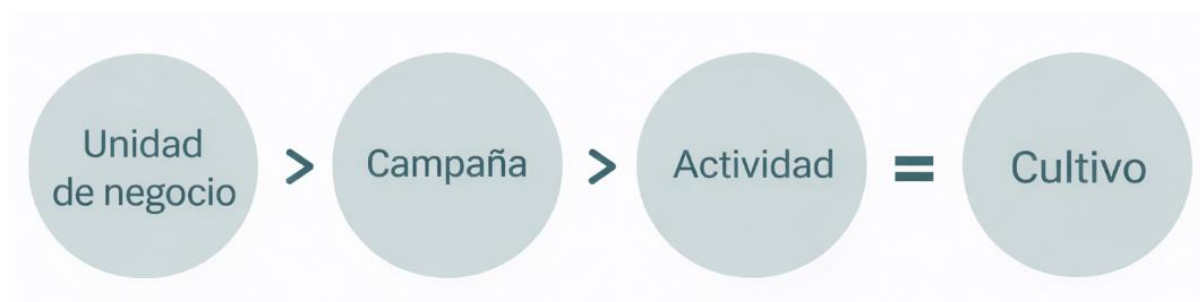 Unidad
de negocio
>
Campaña
>
Actividad
=
Cultivo